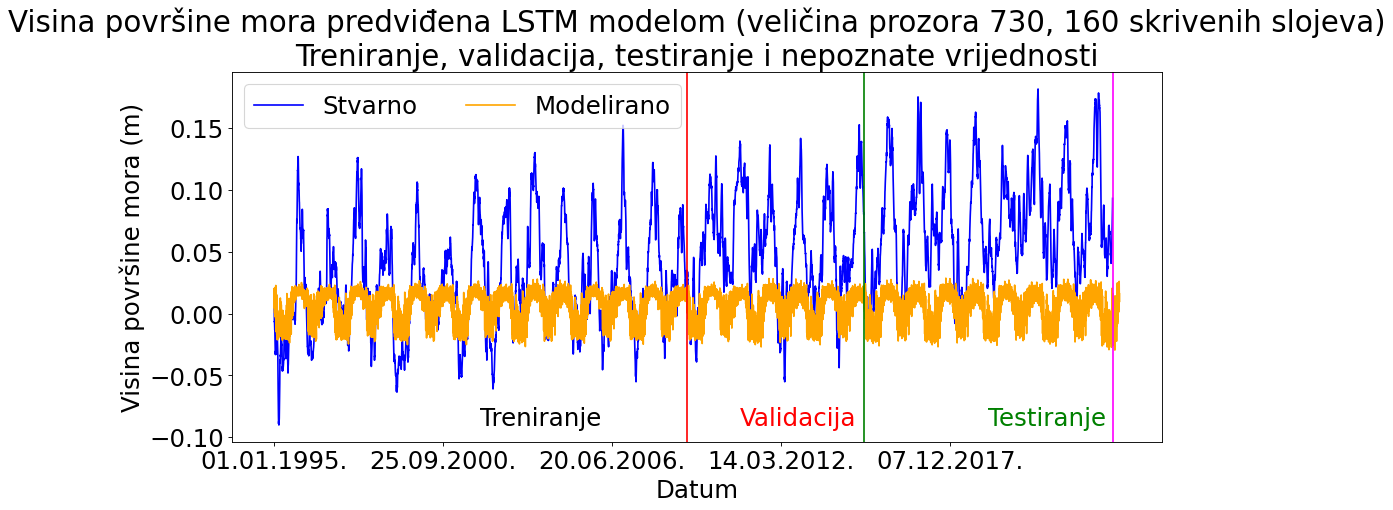 Visina površine mora predviđena LSTM modelom (veličina prozora 730, 160 skrivenih slojeva)
Treniranje, validacija, testiranje i nepoznate vrijednosti
Stvarno
Modelirano
Visina površine mora (m)
0.15
0.10
0.05
0.00
−0.05
−0.10
Treniranje
Validacija
Testiranje
01.01.1995.
25.09.2000.
20.06.2006.
14.03.2012.
07.12.2017.
Datum